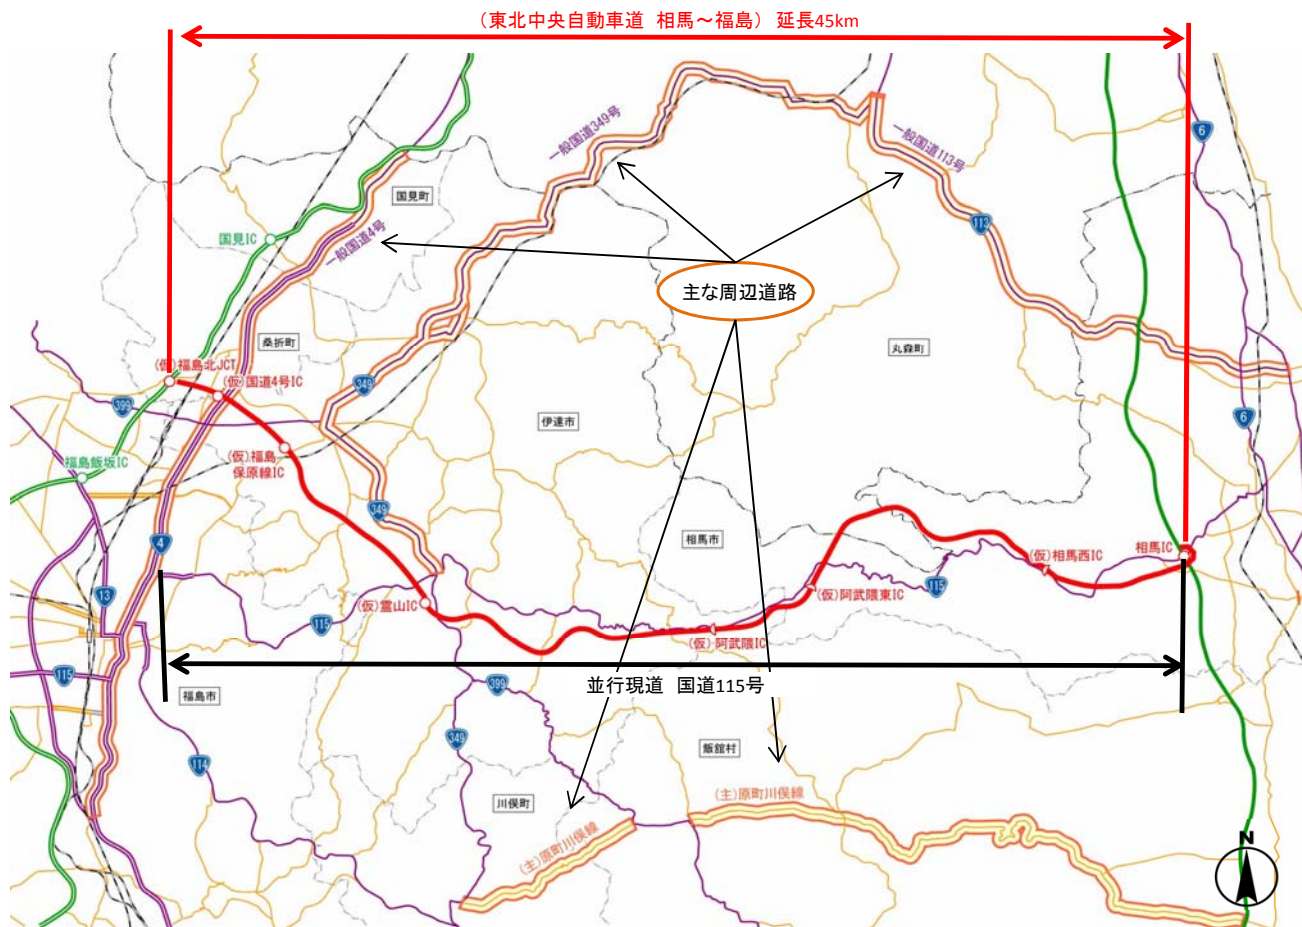 (東北中央自動車道 相馬～福島) 延長45km
6
一般国道349号
一般国道113号
国見町
113
国見IC
一般国道4号
主な周辺道路
桑折町
丸森町
(仮)福島北JCT
(仮)国道4号IC
349
399
6
伊達市
(仮)福島
保原線IC
福島飯坂IC
349
4
相馬市
(仮)相馬西IC
相馬IC
13
115
(仮)阿武隈東IC
(仮)霊山IC
115
(仮)阿武隈IC
115
399
並行現道 国道115号
福島市
349
飯舘村
114
川俣町
(主)原町川俣線
(主)原町川俣線
N